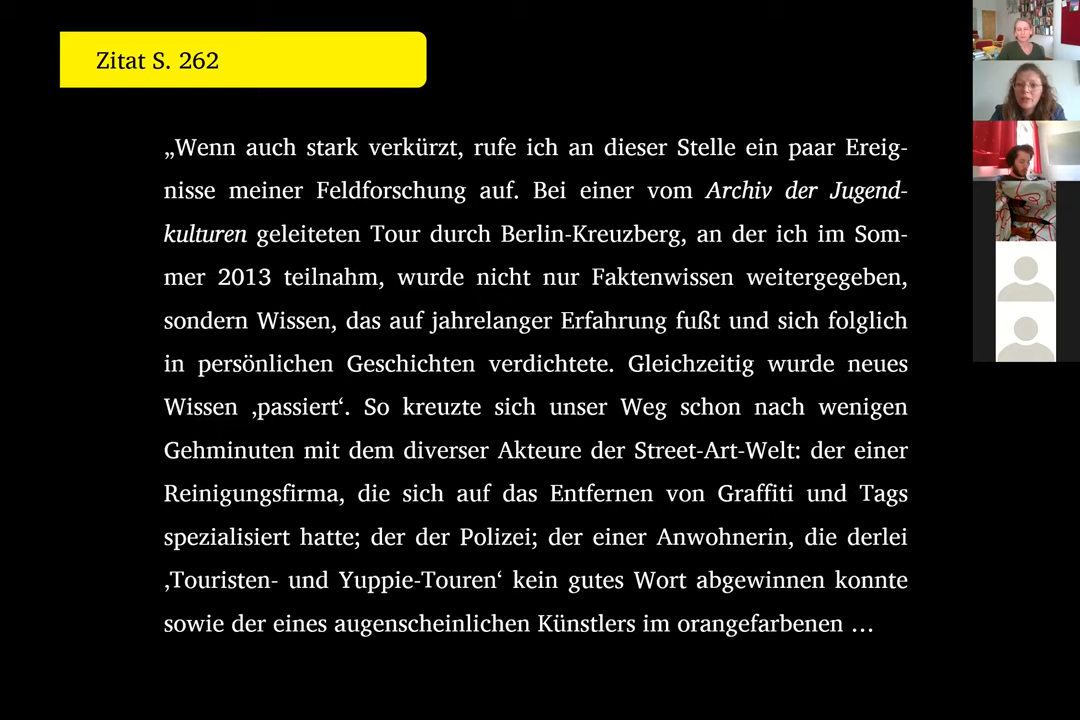 Zitat S. 262
„Wenn auch stark verkürzt, rufe ich an dieser Stelle ein paar Ereig-
nisse meiner Feldforschung auf. Bei einer vom Archiv der Jugend-
kulturen geleiteten Tour durch Berlin-Kreuzberg, an der ich im Som-
mer 2013 teilnahm, wurde nicht nur Faktenwissen weitergegeben,
sondern Wissen, das auf jahrelanger Erfahrung fußt und sich folglich
in persönlichen Geschichten verdichtete. Gleichzeitig wurde neues
Wissen ‚passiert‘. So kreuzte sich unser Weg schon nach wenigen
Gehminuten mit dem diverser Akteure der Street-Art-Welt: der einer
Reinigungsfirma, die sich auf das Entfernen von Graffiti und Tags
spezialisiert hatte; der der Polizei; der einer Anwohnerin, die derlei
‚Touristen- und Yuppie-Touren‘ kein gutes Wort abgewinnen konnte
sowie der eines augenscheinlichen Künstlers im orangefarbenen …